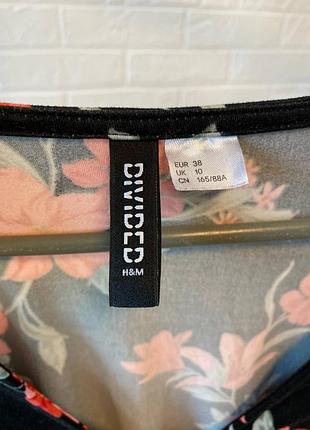 DIVIDED
H&M
EUR 38
UK 10
CN 165/88A